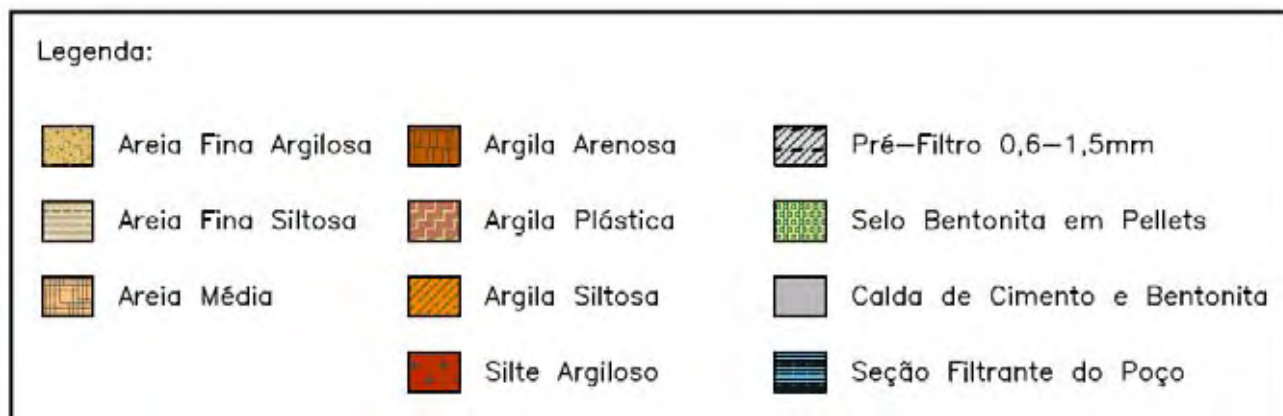 Legenda:
Areia Fina Argilosa
Areia Fina Siltosa
Areia Média
Argila Arenosa
Argila Plástica
Argila Siltosa
Silte Argiloso
Pré-Filtro 0,6-1,5mm
Selo Bentonita em Pellets
Calda de Cimento e Bentonita
Seção Filtrante do Poço